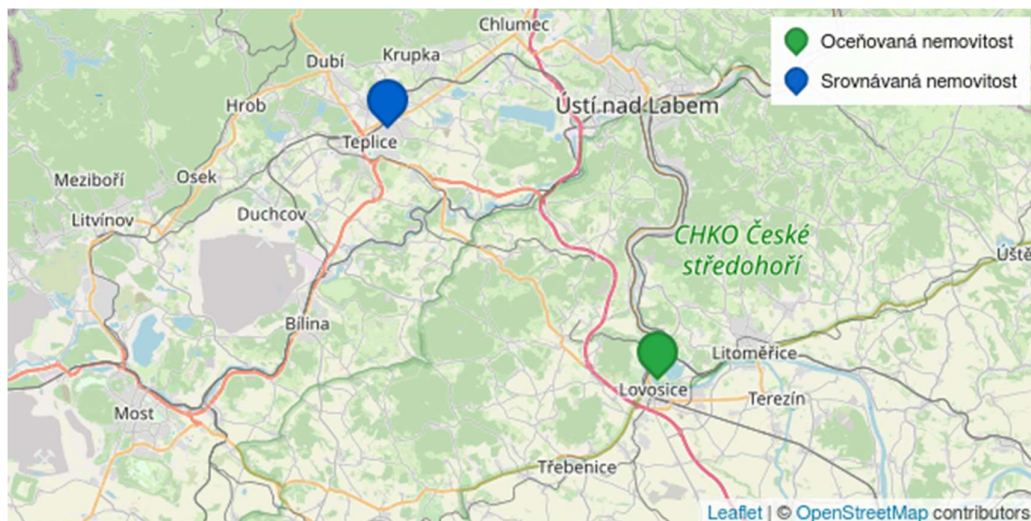 Chlumec
Oceňovaná nemovitost
Krupka
Dubí
Srovnávaná nemovitost
Hrob
Ústí nad Labem
Teplice
Meziboří
Osek
Litvínov
Duchcov
CHKO České
středohoří
Úště
Bílina
Litoměřice
Lovosice
Terezín
Most
Třebenice
Leaflet | © OpenStreetMap contributors